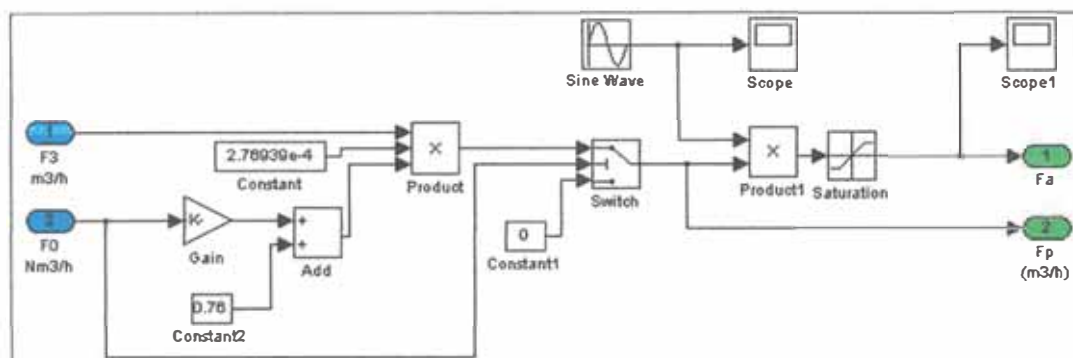 Sine Wave
Scope
Scope1
1
F3
m3/h
2.76939e-4
Constant
×
Product
Switch
×
Product1
Saturation
1
Fa
2
F0
Nm3/h
K-
Gain
+
+
Add
0
Constant1
2
Fp
(m3/h)
0.76
Constant2